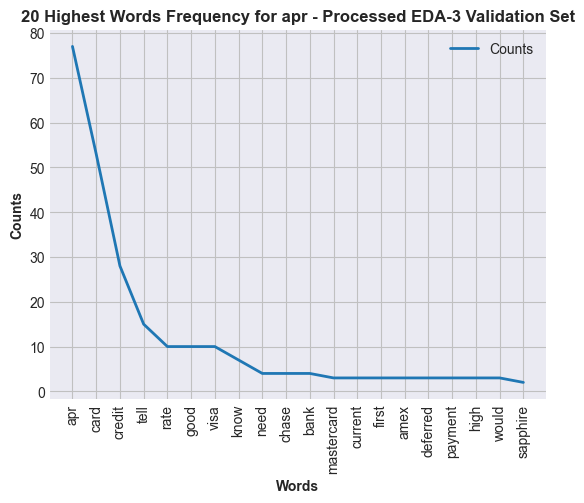 20 Highest Words Frequency for apr - Processed EDA-3 Validation Set
Counts
80
70
60
50
40
30
20
10
0
Counts
apr
card
credit
tell
rate
good
visa
know
need
chase
bank
mastercard
current
first
amex
deferred
payment
high
would
sapphire
Words